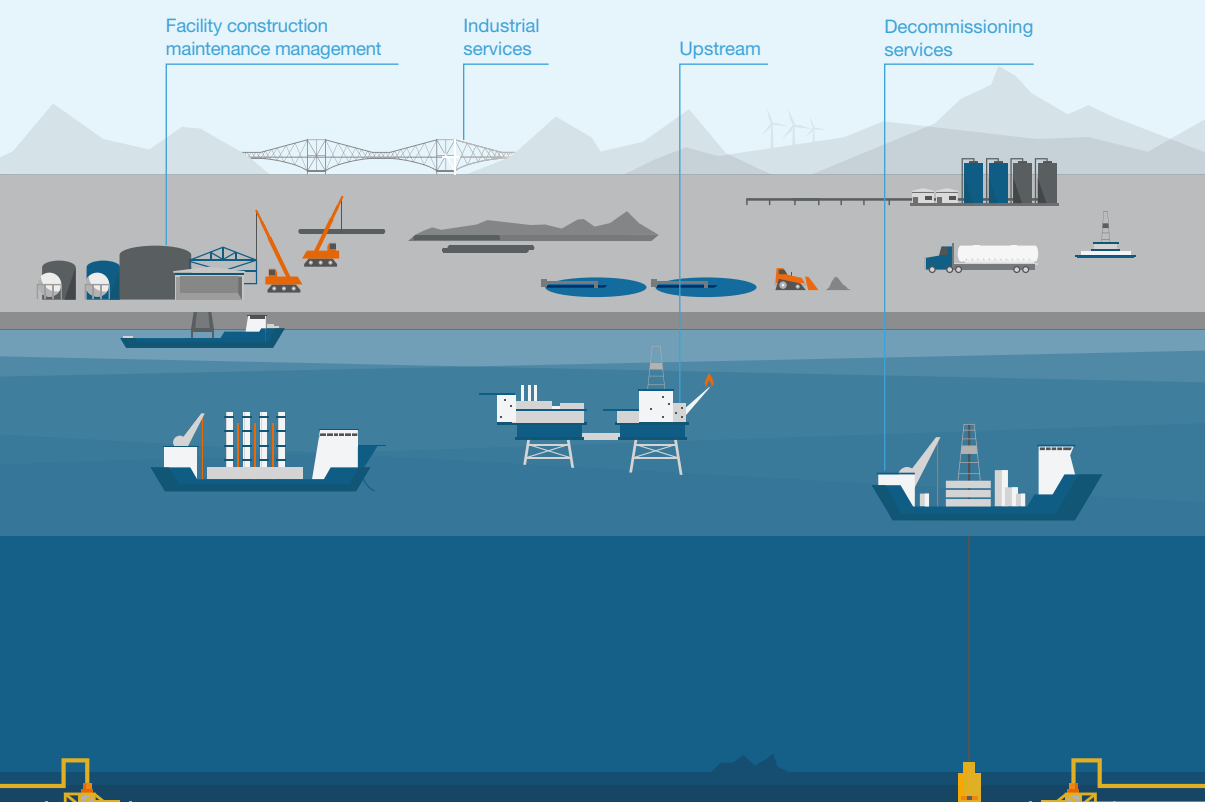 Facility construction
maintenance management
Industrial
services
Upstream
Decommissioning
services